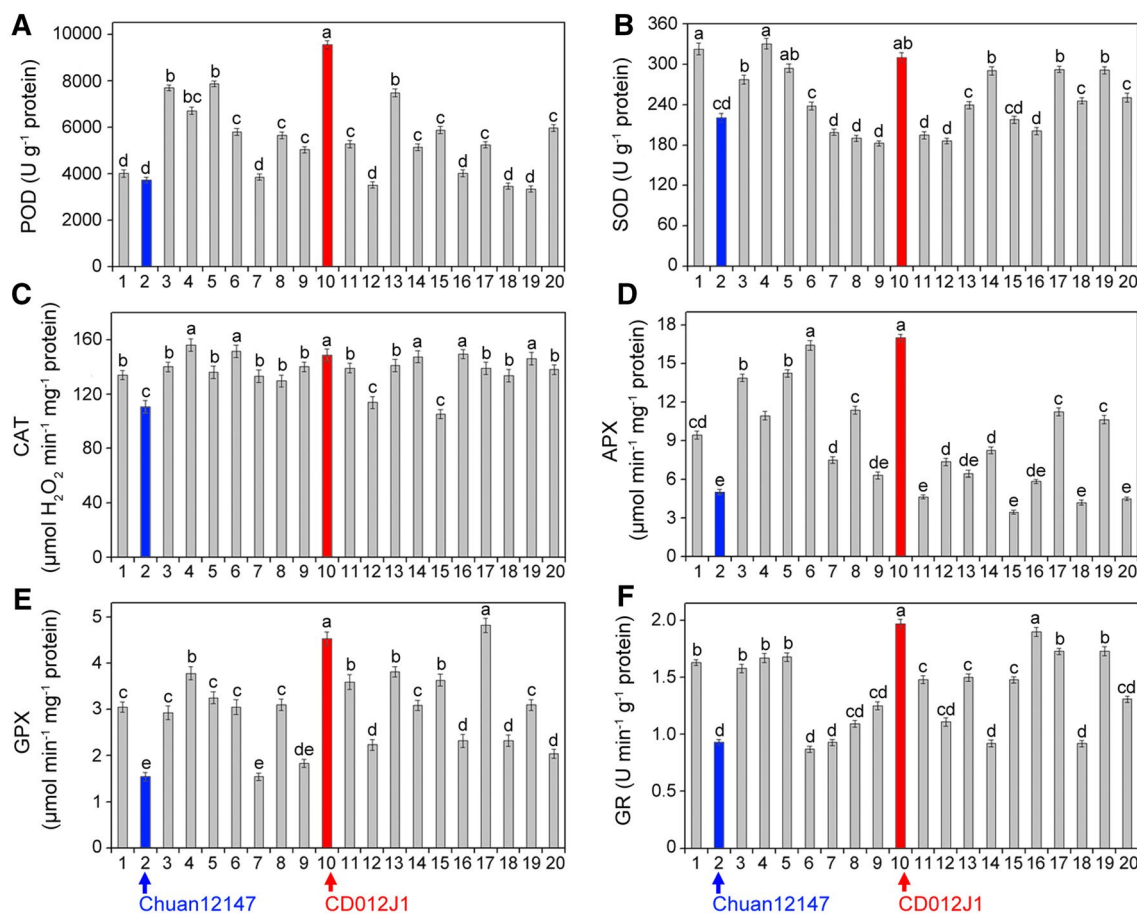 A
POD (U g⁻¹ protein)
10000
8000
6000
4000
2000
0
d d b bc b c d c c a c d b c c d c d d c
1 2 3 4 5 6 7 8 9 10 11 12 13 14 15 16 17 18 19 20
B
SOD (U g⁻¹ protein)
360
300
240
180
120
60
0
a cd b a ab c d d d ab d d c b cd d b c b c
1 2 3 4 5 6 7 8 9 10 11 12 13 14 15 16 17 18 19 20
C
CAT
(µmol H₂O₂ min⁻¹ mg⁻¹ protein)
160
120
80
40
0
b c b a b a b b b a b c b a c a b b a b
1 2 3 4 5 6 7 8 9 10 11 12 13 14 15 16 17 18 19 20
D
APX
(µmol min⁻¹ mg⁻¹ protein)
18
15
12
9
6
3
0
cd e b b a d c de a e d de d e de c e c e
1 2 3 4 5 6 7 8 9 10 11 12 13 14 15 16 17 18 19 20
E
GPX
(µmol min⁻¹ mg⁻¹ protein)
5
4
3
2
1
0
c e c b c c e c de a b d b c b d a d c d
1 2 3 4 5 6 7 8 9 10 11 12 13 14 15 16 17 18 19 20
Chuan12147 CD012J1
F
GR (U min⁻¹ g⁻¹ protein)
2.0
1.5
1.0
0.5
0
b d b b b d d cd cd a c cd c d c a b d b cd
1 2 3 4 5 6 7 8 9 10 11 12 13 14 15 16 17 18 19 20
Chuan12147 CD012J1